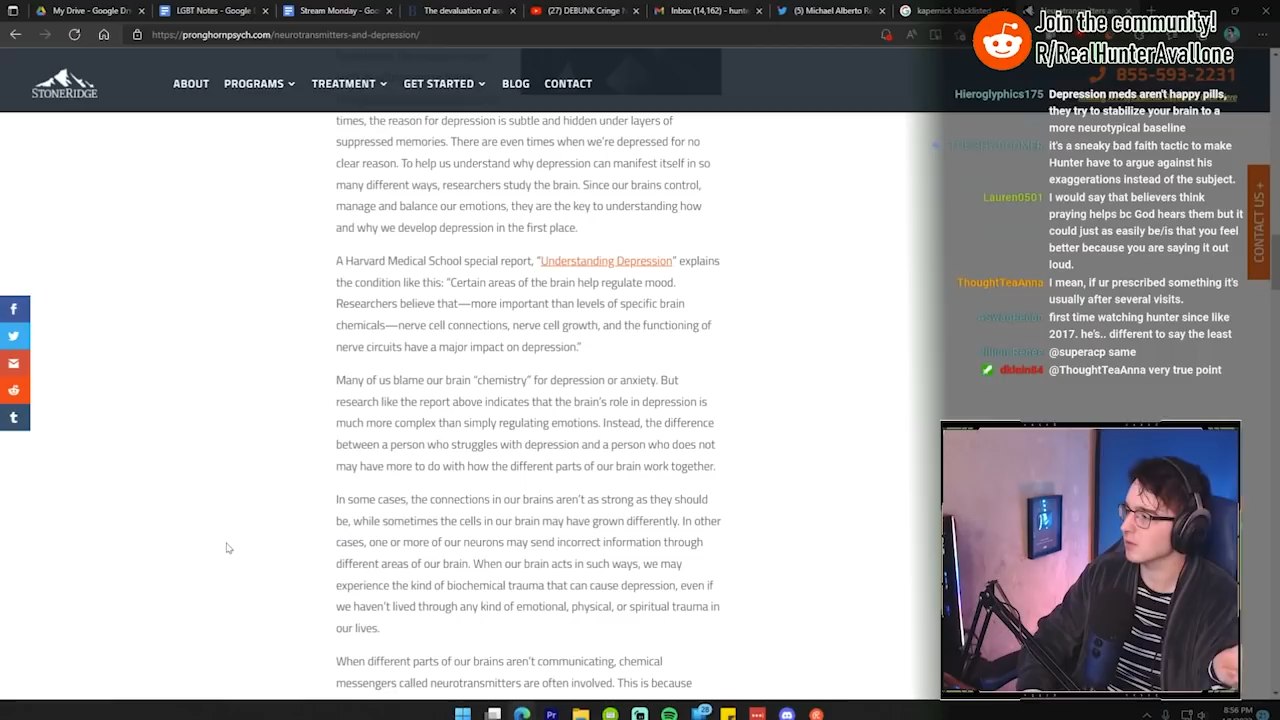 My Drive - Google D
LGBT Notes - Google
Stream Monday - Goo
The devaluation of as
(27) DEBUNK Cringe
Inbox (14,162) - hunte
(5) Michael Alberto Re
kapernick blacklisted
https://pronghornpsych.com/neurotransmitters-and-depression/
Join the community!
R/RealHunterAvallone
STONERIDGE
ABOUT
PROGRAMS
TREATMENT
GET STARTED
BLOG
CONTACT
855-593-2231
times, the reason for depression is subtle and hidden under layers of
suppressed memories. There are even times when we're depressed for no
clear reason. To help us understand why depression can manifest itself in so
many different ways, researchers study the brain. Since our brains control,
manage and balance our emotions, they are the key to understanding how
and why we develop depression in the first place.
A Harvard Medical School special report, “Understanding Depression” explains
the condition like this: “Certain areas of the brain help regulate mood.
Researchers believe that—more important than levels of specific brain
chemicals—nerve cell connections, nerve cell growth, and the functioning of
nerve circuits have a major impact on depression.”
Many of us blame our brain “chemistry” for depression or anxiety. But
research like the report above indicates that the brain's role in depression is
much more complex than simply regulating emotions. Instead, the difference
between a person who struggles with depression and a person who does not
may have more to do with how the different parts of our brain work together.
In some cases, the connections in our brains aren't as strong as they should
be, while sometimes the cells in our brain may have grown differently. In other
cases, one or more of our neurons may send incorrect information through
different areas of our brain. When our brain acts in such ways, we may
experience the kind of biochemical trauma that can cause depression, even if
we haven't lived through any kind of emotional, physical, or spiritual trauma in
our lives.
When different parts of our brains aren't communicating, chemical
messengers called neurotransmitters are often involved. This is because
CONTACT US +
Hieroglyphics175 Depression meds aren't happy pills,
they try to stabilize your brain to a
more neurotypical baseline
it's a sneaky bad faith tactic to make
Hunter have to argue against his
exaggerations instead of the subject.
Lauren0501 I would say that believers think
praying helps bc God hears them but it
could just as easily be/is that you feel
better because you are saying it out
loud.
ThoughtTeaAnna I mean, if ur prescribed something it's
usually after several visits.
first time watching hunter since like
2017. he's.. different to say the least
@superacp same
dklein64 @ThoughtTeaAnna very true point
28
8:56 PM